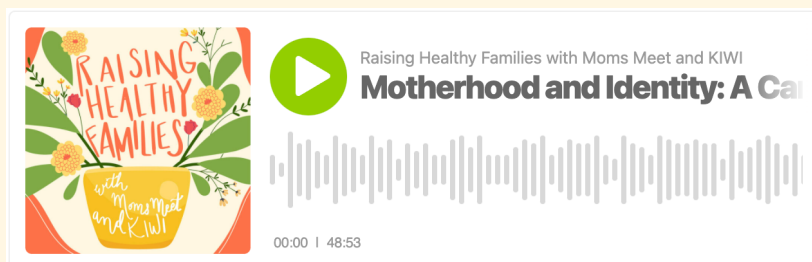 RAISING
HEALTHY
FAMILIES
with
Moms Meet
and KIWI
Raising Healthy Families with Moms Meet and KIWI
Motherhood and Identity: A
00:00 | 48:53